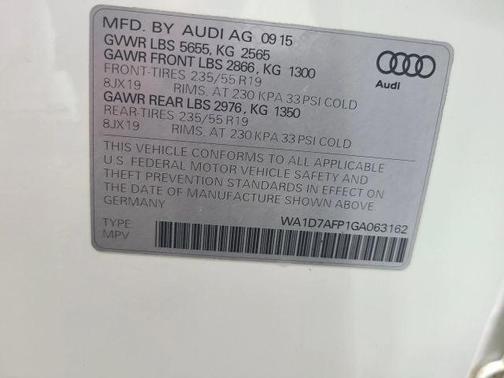 MFD. BY AUDI AG 09 15
GVWR LBS 5655, KG 2565
GAWR FRONT LBS 2866, KG 1300
FRONT-TIRES 235/55 R19
8JX19 RIMS, AT 230 KPA 33 PSI COLD
GAWR REAR LBS 2976, KG 1350
REAR-TIRES 235/55 R19
8JX19 RIMS, AT 230 KPA 33 PSI COLD
Audi
THIS VEHICLE CONFORMS TO ALL APPLICABLE
U.S. FEDERAL MOTOR VEHICLE SAFETY AND
THEFT PREVENTION STANDARDS IN EFFECT ON
THE DATE OF MANUFACTURE SHOWN ABOVE
GERMANY
WA1D7AFP1GA063162
TYPE:
MPV